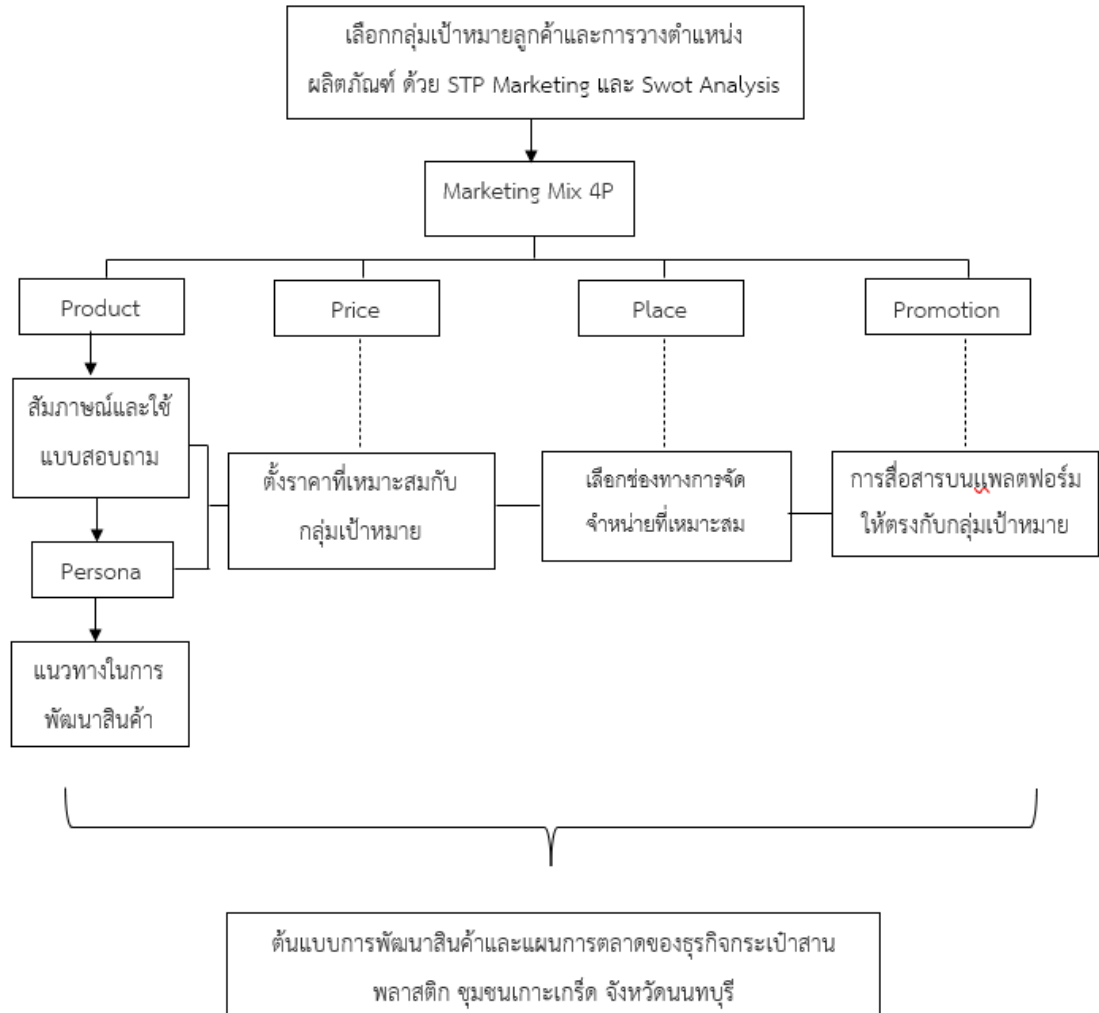 เลือกกลุ่มเป้าหมายลูกค้าและการวางตำแหน่ง
ผลิตภัณฑ์ ด้วย STP Marketing และ Swot Analysis
Marketing Mix 4P
Product
Price
Place
Promotion
สัมภาษณ์และใช้
แบบสอบถาม
ตั้งราคาที่เหมาะสมกับ
กลุ่มเป้าหมาย
เลือกช่องทางการจัด
จำหน่ายที่เหมาะสม
การสื่อสารบนแพลตฟอร์ม
ให้ตรงกับกลุ่มเป้าหมาย
Persona
แนวทางในการ
พัฒนาสินค้า
ต้นแบบการพัฒนาสินค้าและแผนการตลาดของธุรกิจกระเป๋าสาน
พลาสติก ชุมชนเกาะเกร็ด จังหวัดนนทบุรี